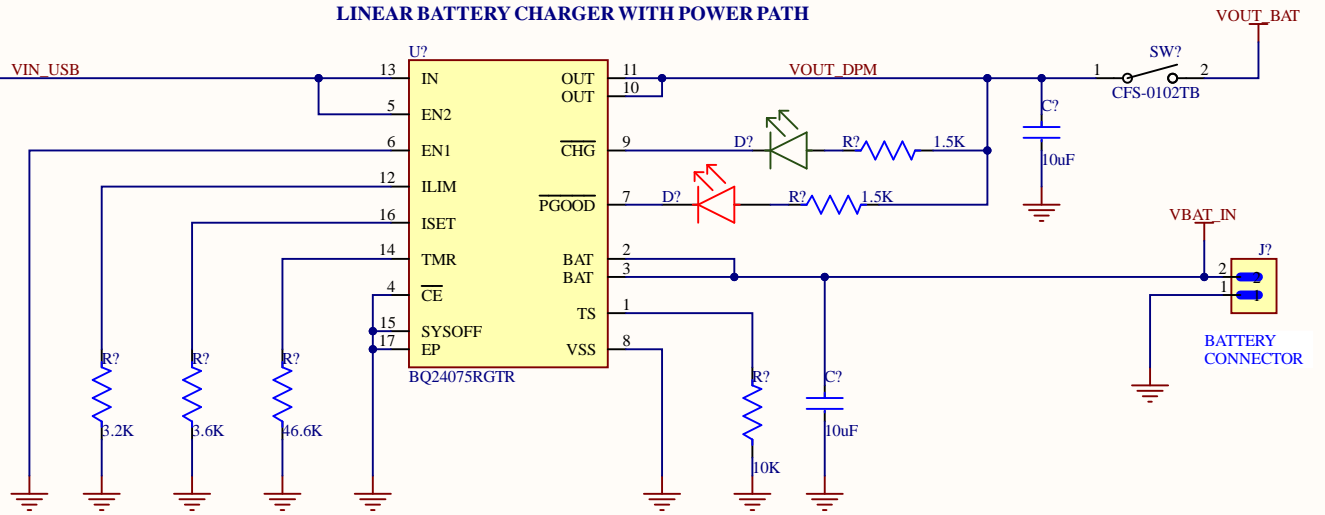 LINEAR BATTERY CHARGER WITH POWER PATH
VOUT_BAT
U?
SW?
VIN_USB
13
IN
OUT
11
VOUT_DPM
1
2
OUT
10
CFS-0102TB
5
EN2
C?
10uF
6
EN1
CHG
9
D?
R?
1.5K
12
ILIM
PGOOD
7
D?
R?
1.5K
16
ISET
VBAT_IN
14
TMR
BAT
2
J?
BAT
3
2
2
4
CE
1
1
TS
1
15
SYSOFF
17
EP
VSS
8
BATTERY
CONNECTOR
BQ24075RGTR
R?
R?
R?
R?
C?
3.2K
3.6K
46.6K
10uF
10K